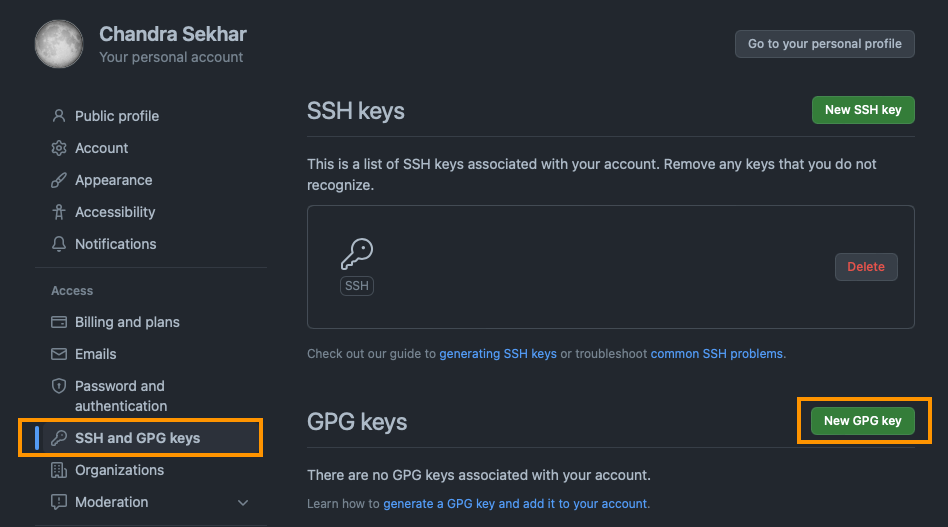 Chandra Sekhar
Your personal account
Go to your personal profile
Public profile
Account
Appearance
Accessibility
Notifications
Access
Billing and plans
Emails
Password and
authentication
SSH and GPG keys
Organizations
Moderation
SSH keys
New SSH key
This is a list of SSH keys associated with your account. Remove any keys that you do not
recognize.
SSH
Delete
Check out our guide to generating SSH keys or troubleshoot common SSH problems.
GPG keys
New GPG key
There are no GPG keys associated with your account.
Learn how to generate a GPG key and add it to your account.